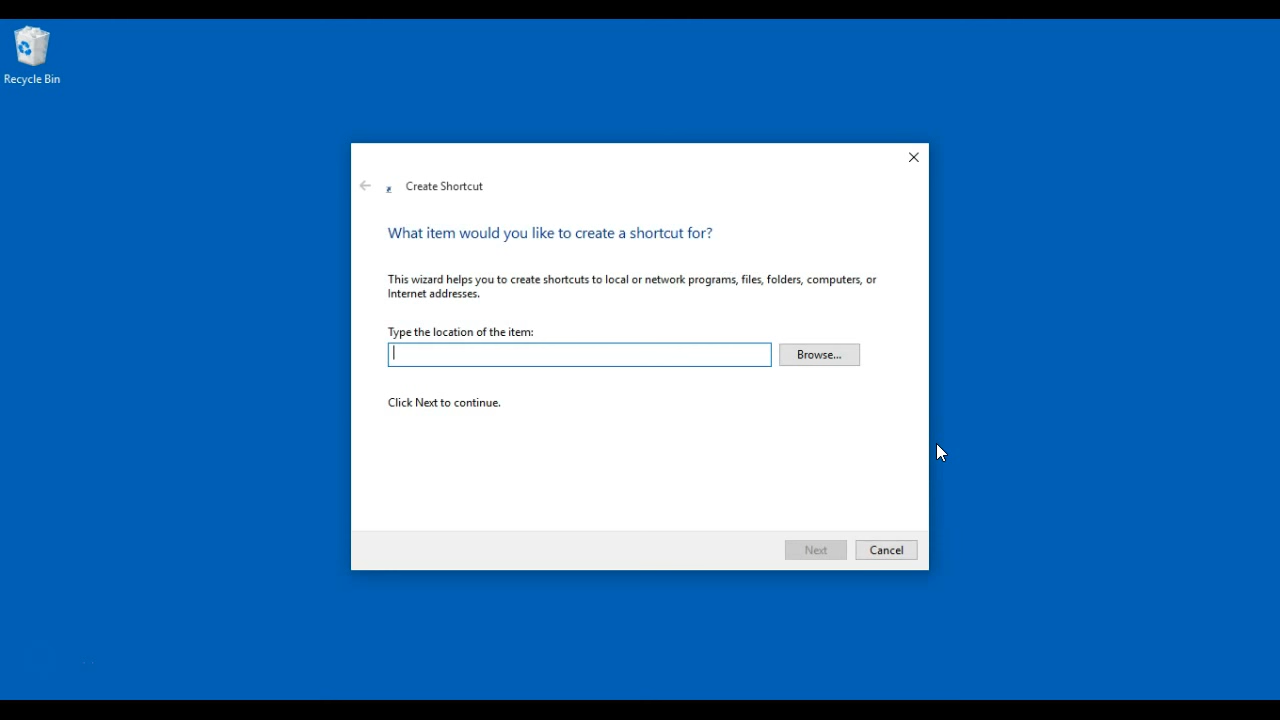 Recycle Bin
Create Shortcut
What item would you like to create a shortcut for?
This wizard helps you to create shortcuts to local or network programs, files, folders, computers, or
Internet addresses.
Type the location of the item:
Browse...
Click Next to continue.
Next
Cancel